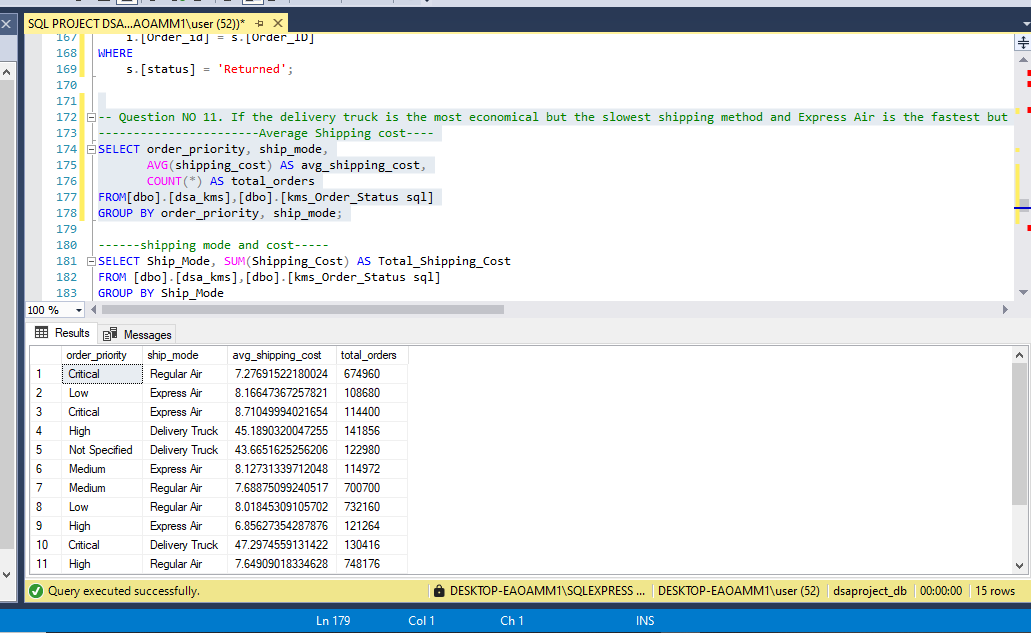 SQL PROJECT DSA...AOAMM1\user (52))*
167 i.[Order_id] = s.[Order_ID]
168 WHERE
169 s.[status] = 'Returned';
170
171
172 -- Question NO 11. If the delivery truck is the most economical but the slowest shipping method and Express Air is the fastest but
173 -----------------------Average Shipping cost----
174 SELECT order_priority, ship_mode,
175 AVG(shipping_cost) AS avg_shipping_cost,
176 COUNT(*) AS total_orders
177 FROM[dbo].[dsa_kms],[dbo].[kms_Order_Status sql]
178 GROUP BY order_priority, ship_mode;
179
180 ------shipping mode and cost-----
181 SELECT Ship_Mode, SUM(Shipping_Cost) AS Total_Shipping_Cost
182 FROM [dbo].[dsa_kms],[dbo].[kms_Order_Status sql]
183 GROUP BY Ship_Mode
100 %
Results Messages
order_priority ship_mode avg_shipping_cost total_orders
1 Critical Regular Air 7.27691522180024 674960
2 Low Express Air 8.16647367257821 108680
3 Critical Express Air 8.71049994021654 114400
4 High Delivery Truck 45.1890320047255 141856
5 Not Specified Delivery Truck 43.6651625256206 122980
6 Medium Express Air 8.12731339712048 114972
7 Medium Regular Air 7.68875099240517 700700
8 Low Regular Air 8.01845309105702 732160
9 High Express Air 6.85627354287876 121264
10 Critical Delivery Truck 47.2974559131422 130416
11 High Regular Air 7.64909018334628 748176
Query executed successfully. DESKTOP-EAOAMM1\SQLEXPRESS ... DESKTOP-EAOAMM1\user (52) dsaproject_db 00:00:00 15 rows
Ln 179 Col 1 Ch 1 INS